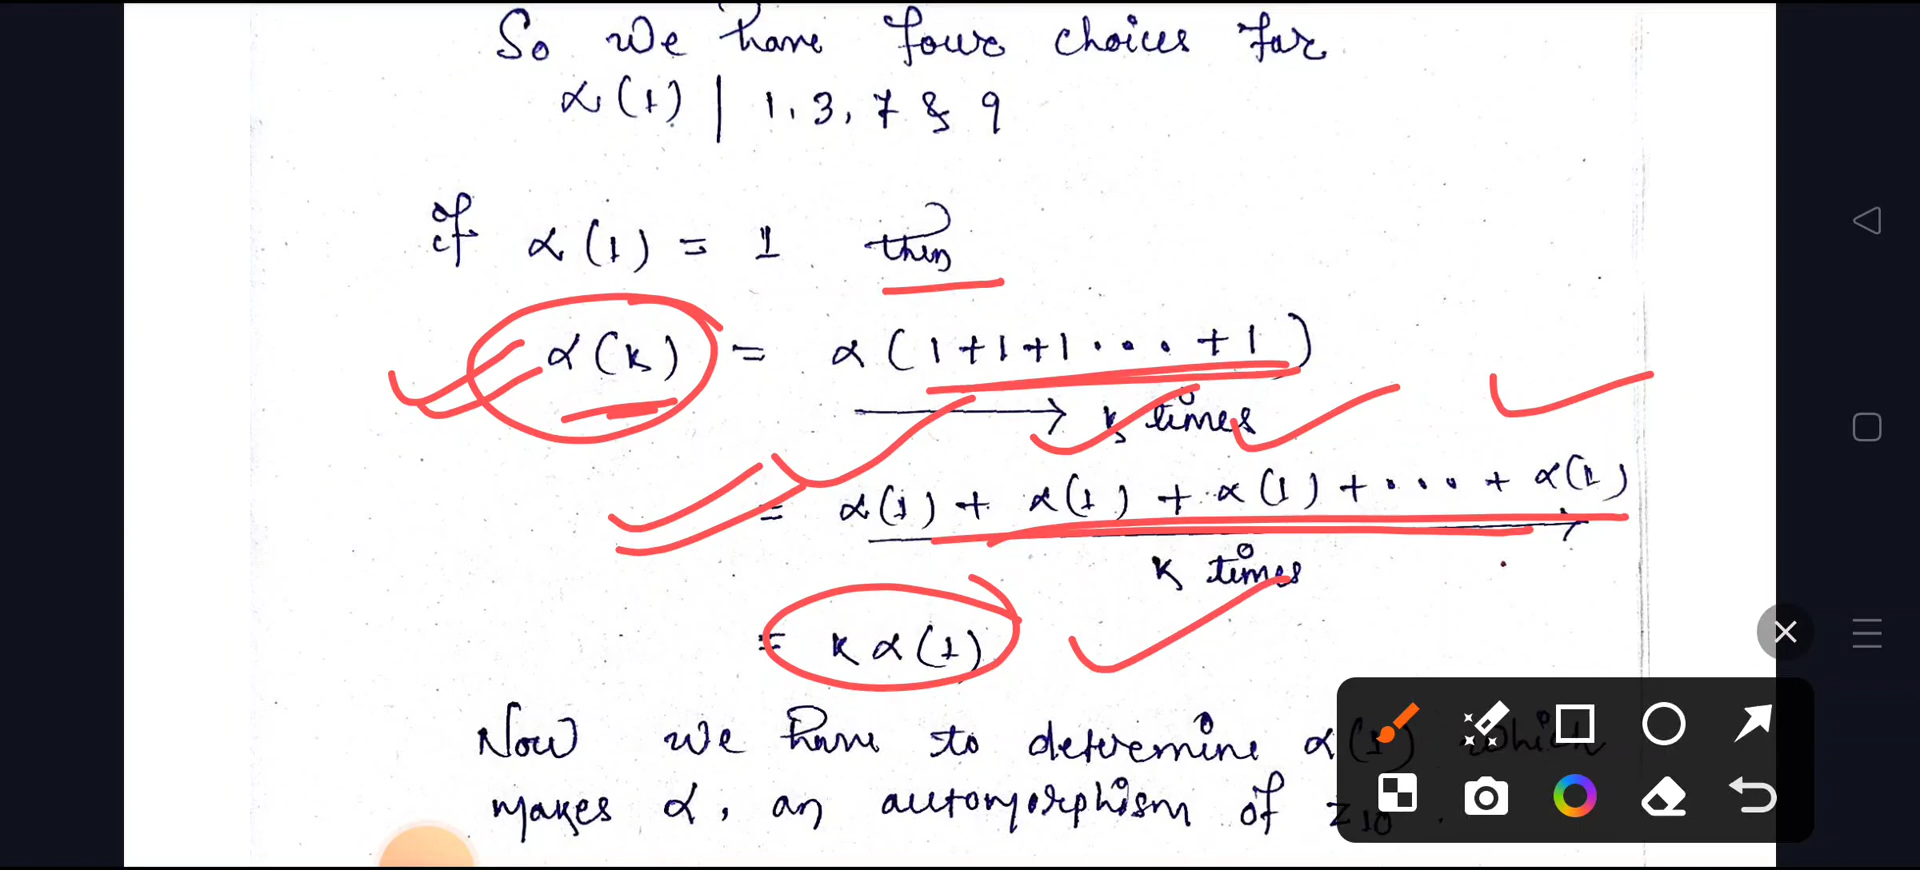 So we have four choices for
α(1) | 1, 3, 7 & 9
if α(1) = 1 then
α(k) = α(1+1+1...+1)
k times
= α(1) + α(1) + α(1) + ... + α(1)
k times
= k α(1)
Now we have to determine α(1) which
makes α, an automorphism of z10.